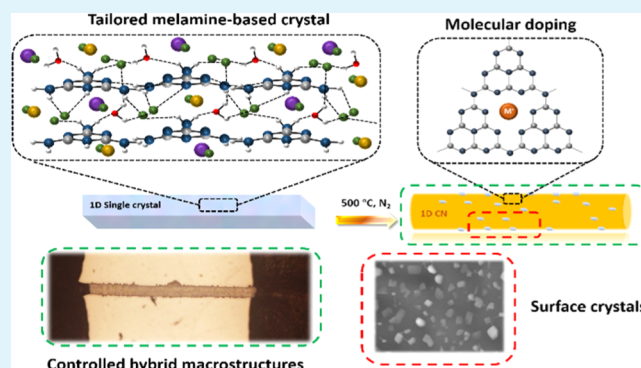 Tailored melamine-based crystal
Molecular doping
M⁺
1D Single crystal
500 °C, N₂
1D CN
Surface crystals
Controlled hybrid macrostructures